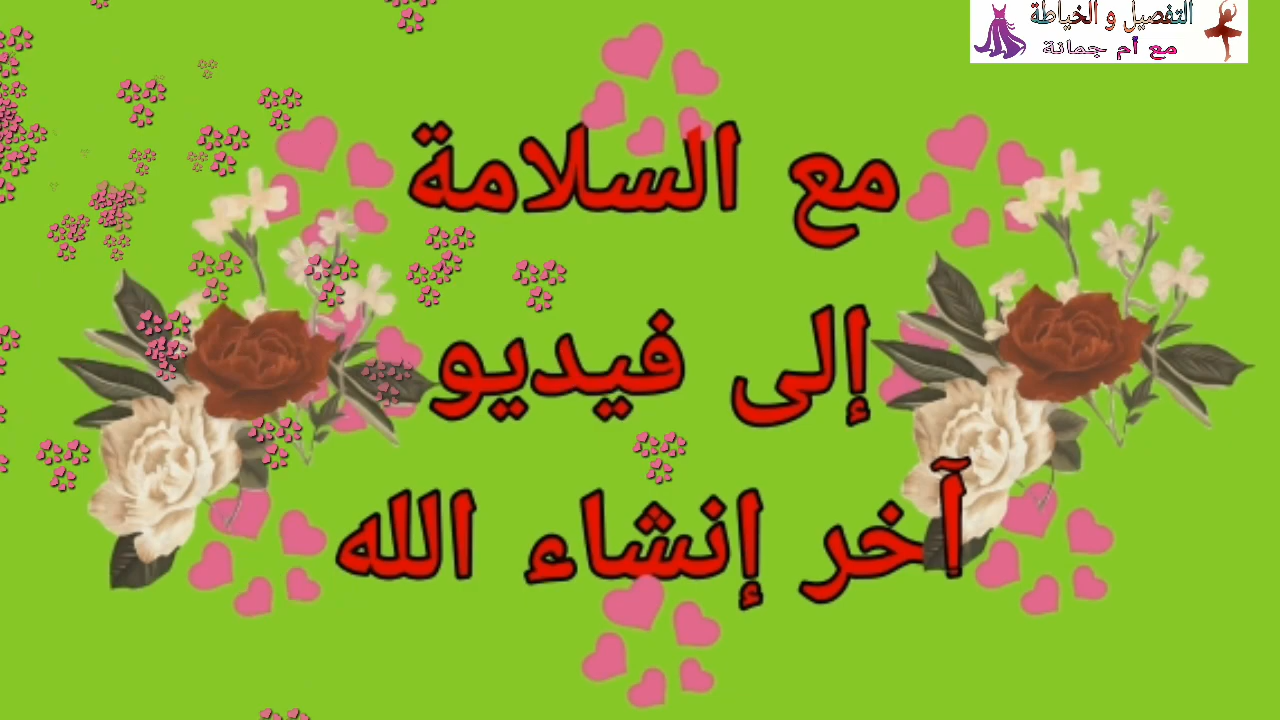 التفصيل و الخياطة
مع أم جمانة
مع السلامة
إلى فيديو
آخر إنشاء الله